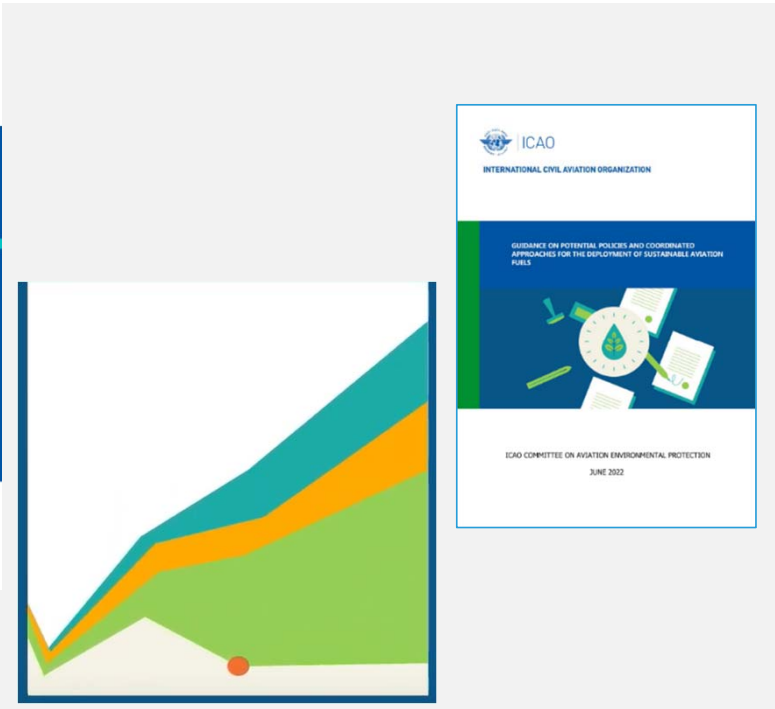 ICAO
INTERNATIONAL CIVIL AVIATION ORGANIZATION
GUIDANCE ON POTENTIAL POLICIES AND COORDINATED
APPROACHES FOR THE DEPLOYMENT OF SUSTAINABLE AVIATION
FUELS
ICAO COMMITTEE ON AVIATION ENVIRONMENTAL PROTECTION
JUNE 2022